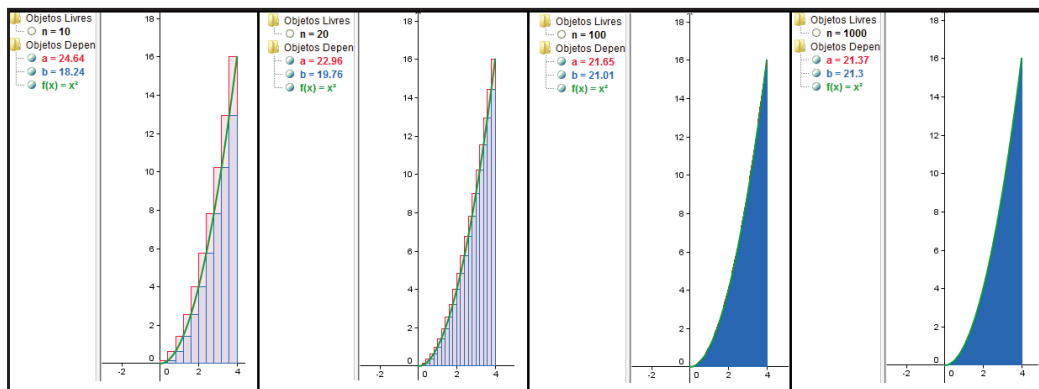 Objetos Livres
n = 10
Objetos Depen
a = 24.64
b = 18.24
f(x) = x²
18
16
14
12
10
8
6
4
2
0
-2 0 2 4
Objetos Livres
n = 20
Objetos Depen
a = 22.96
b = 19.76
f(x) = x²
18
16
14
12
10
8
6
4
2
0
-2 0 2 4
Objetos Livres
n = 100
Objetos Depen
a = 21.65
b = 21.01
f(x) = x²
18
16
14
12
10
8
6
4
2
0
-2 0 2 4
Objetos Livres
n = 1000
Objetos Depen
a = 21.37
b = 21.3
f(x) = x²
18
16
14
12
10
8
6
4
2
0
-2 0 2 4